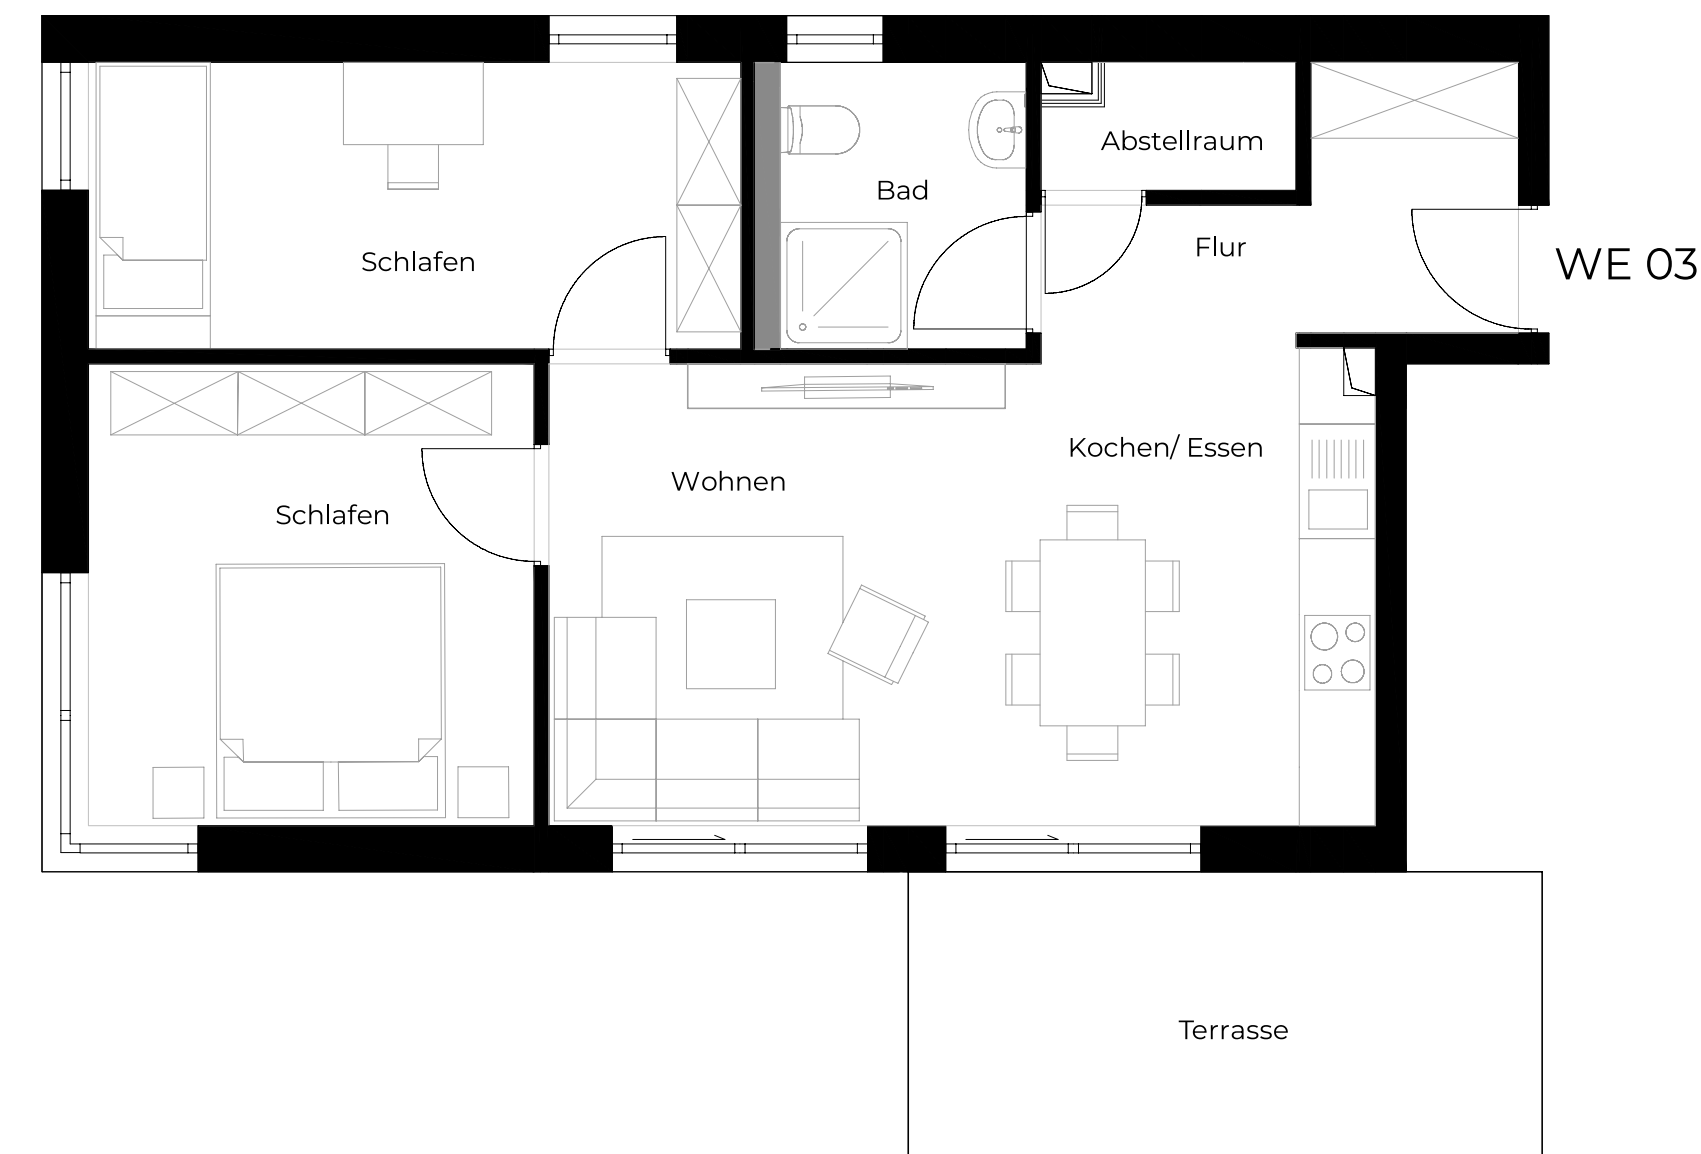 Abstellraum
Bad
Flur
Schlafen
WE 03
Kochen/ Essen
Wohnen
Schlafen
Terrasse